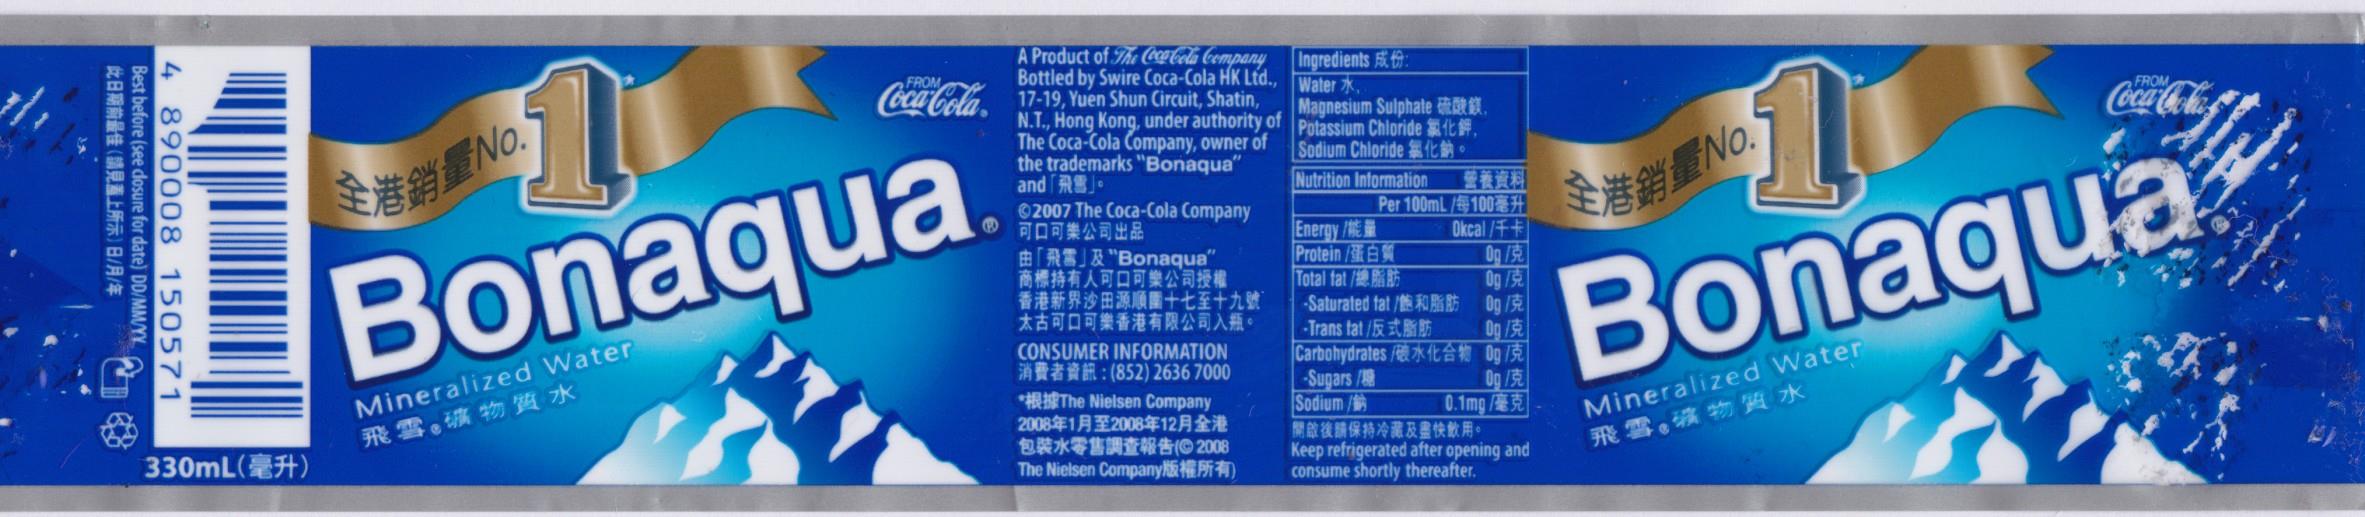 Best before (see closure for date) DD/MM/YY
此日期前最佳(請見蓋上所示)日/月/年
4 890008 150571
330mL(毫升)
全港銷量No.1*
FROM
Coca-Cola®
Bonaqua®
Mineralized Water
飛雪®礦物質水
A Product of The Coca-Cola Company
Bottled by Swire Coca-Cola HK Ltd.,
17-19, Yuen Shun Circuit, Shatin,
N.T., Hong Kong, under authority of
The Coca-Cola Company, owner of
the trademarks "Bonaqua"
and「飛雪」。
©2007 The Coca-Cola Company
可口可樂公司出品
由「飛雪」及"Bonaqua"
商標持有人可口可樂公司授權
香港新界沙田源順圍十七至十九號
太古可口可樂香港有限公司入瓶。
CONSUMER INFORMATION
消費者資訊:(852) 2636 7000
*根據The Nielsen Company
2008年1月至2008年12月全港
包裝水零售調查報告(© 2008
The Nielsen Company版權所有)
Ingredients 成份:
Water 水,
Magnesium Sulphate 硫酸鎂,
Potassium Chloride 氯化鉀,
Sodium Chloride 氯化鈉。
Nutrition Information 營養資料
Per 100mL /每100毫升
Energy /能量 0kcal /千卡
Protein /蛋白質 0g /克
Total fat /總脂肪 0g /克
-Saturated fat /飽和脂肪 0g /克
-Trans fat /反式脂肪 0g /克
Carbohydrates /碳水化合物 0g /克
-Sugars /糖 0g /克
Sodium /鈉 0.1mg /毫克
開啟後請保持冷藏及盡快飲用。
Keep refrigerated after opening and
consume shortly thereafter.
全港銷量No.1*
FROM
Coca-Cola
Bonaqua®
Mineralized Water
飛雪®礦物質水